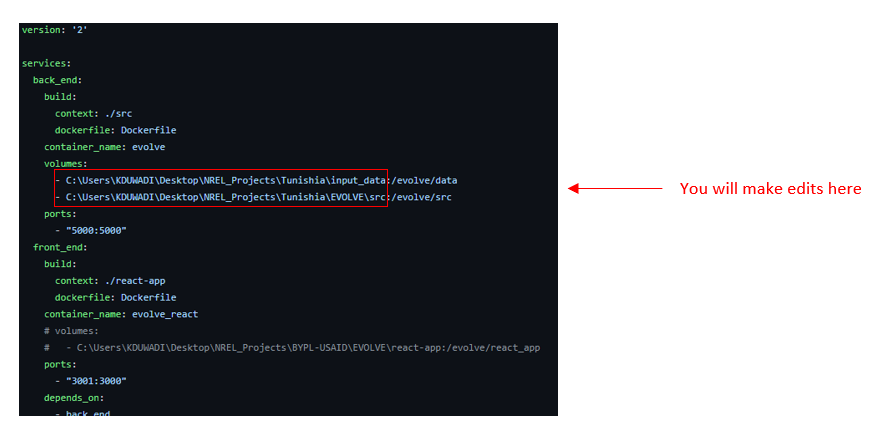 version: '2'
services:
back_end:
build:
context: ./src
dockerfile: Dockerfile
container_name: evolve
volumes:
- C:\Users\KDUWADI\Desktop\NREL_Projects\Tunishia\input_data:/evolve/data
- C:\Users\KDUWADI\Desktop\NREL_Projects\Tunishia\EVOLVE\src:/evolve/src
You will make edits here
ports:
- "5000:5000"
front_end:
build:
context: ./react-app
dockerfile: Dockerfile
container_name: evolve_react
# volumes:
#   - C:\Users\KDUWADI\Desktop\NREL_Projects\BYPL-USAID\EVOLVE\react-app:/evolve/react_app
ports:
- "3001:3000"
depends_on:
- back_end